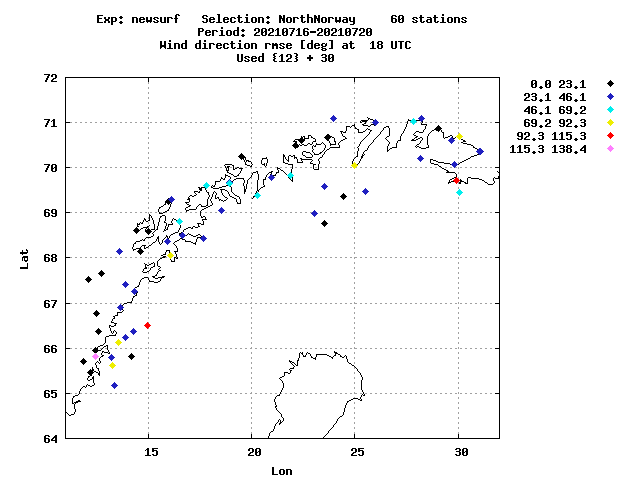 Exp: newsurf Selection: NorthNorway 60 stations
Period: 20210716-20210720
Wind direction rmse [deg] at 18 UTC
Used {12} + 30
72
71
70
69
68
67
66
65
64
Lat
15 20 25 30
Lon
0.0 23.1
23.1 46.1
46.1 69.2
69.2 92.3
92.3 115.3
115.3 138.4